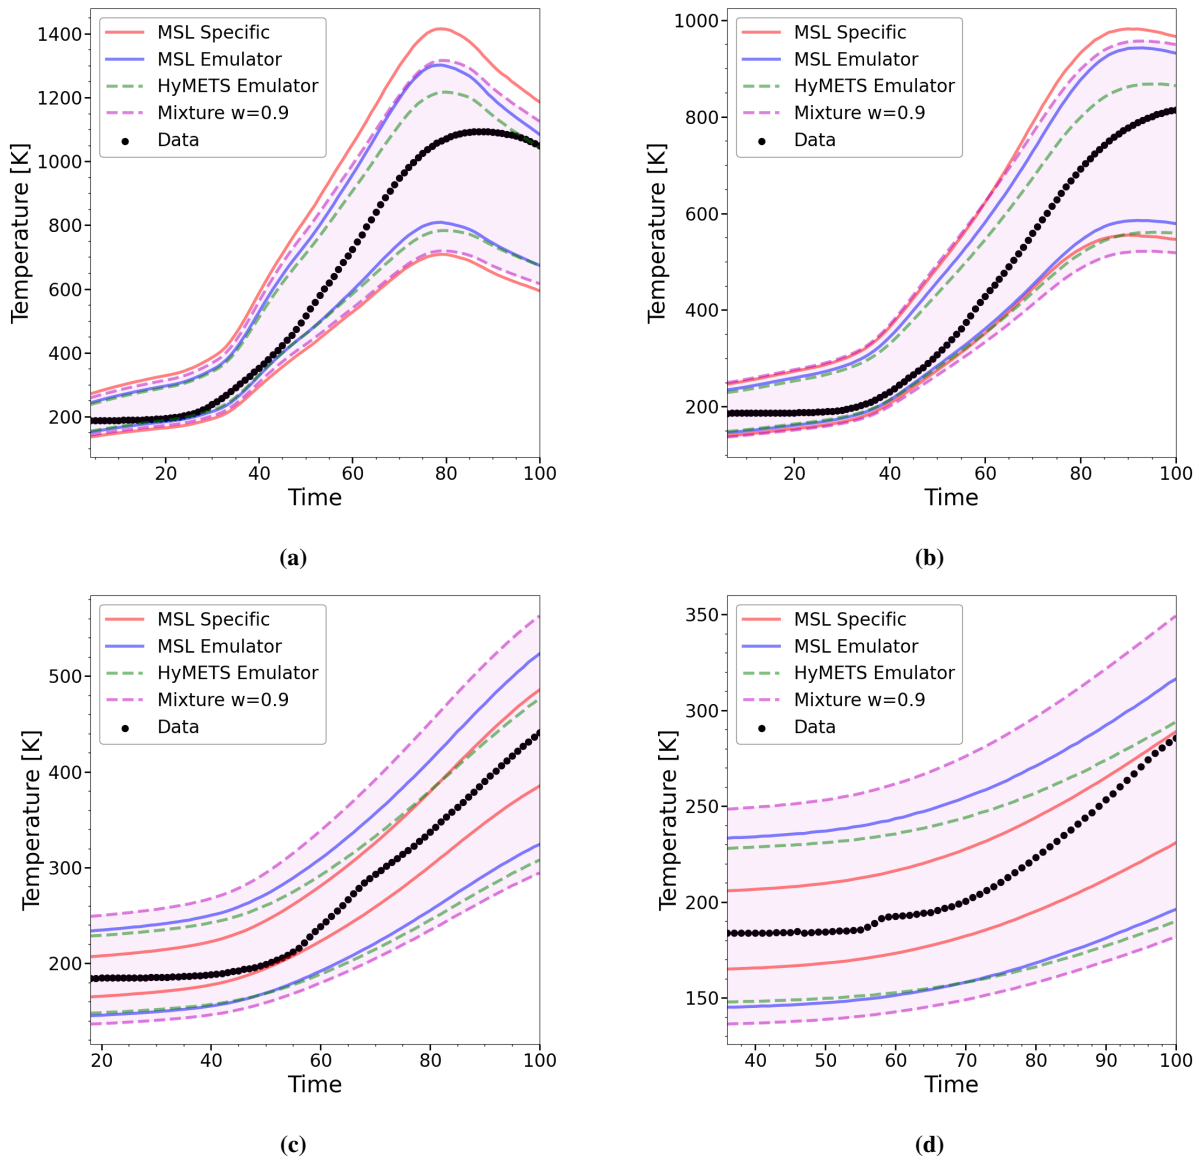 MSL Specific
MSL Emulator
HyMETS Emulator
Mixture w=0.9
Data
Temperature [K]
1400
1200
1000
800
600
400
200
20 40 60 80 100
Time
(a)
MSL Specific
MSL Emulator
HyMETS Emulator
Mixture w=0.9
Data
Temperature [K]
1000
800
600
400
200
20 40 60 80 100
Time
(b)
MSL Specific
MSL Emulator
HyMETS Emulator
Mixture w=0.9
Data
Temperature [K]
500
400
300
200
20 40 60 80 100
Time
(c)
MSL Specific
MSL Emulator
HyMETS Emulator
Mixture w=0.9
Data
Temperature [K]
350
300
250
200
150
40 50 60 70 80 90 100
Time
(d)